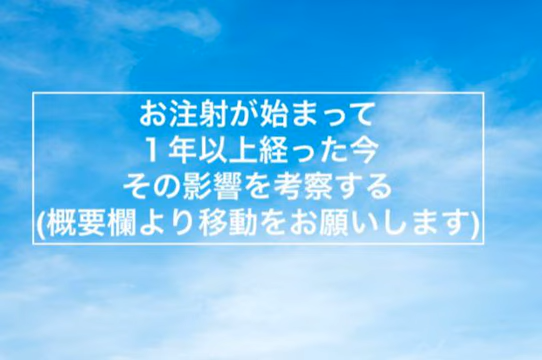 お注射が始まって
１年以上経った今
その影響を考察する
(概要欄より移動をお願いします)